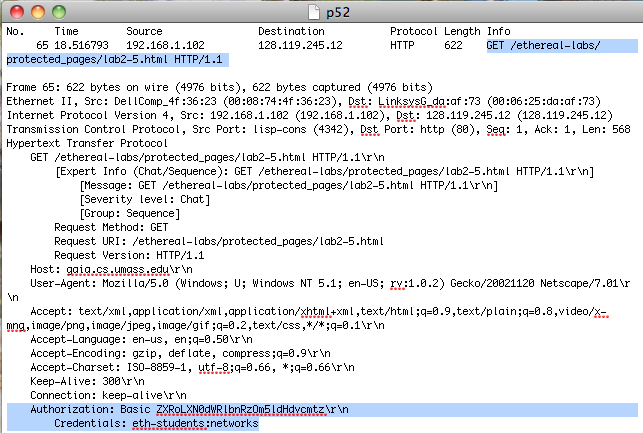 p52
No. Time Source Destination Protocol Length Info
65 18.516793 192.168.1.102 128.119.245.12 HTTP 622 GET /ethereal-labs/
protected_pages/lab2-5.html HTTP/1.1
Frame 65: 622 bytes on wire (4976 bits), 622 bytes captured (4976 bits)
Ethernet II, Src: DellComp_4f:36:23 (00:08:74:4f:36:23), Dst: LinksysG_da:af:73 (00:06:25:da:af:73)
Internet Protocol Version 4, Src: 192.168.1.102 (192.168.1.102), Dst: 128.119.245.12 (128.119.245.12)
Transmission Control Protocol, Src Port: lisp-cons (4342), Dst Port: http (80), Seq: 1, Ack: 1, Len: 568
Hypertext Transfer Protocol
GET /ethereal-labs/protected_pages/lab2-5.html HTTP/1.1\r\n
[Expert Info (Chat/Sequence): GET /ethereal-labs/protected_pages/lab2-5.html HTTP/1.1\r\n]
[Message: GET /ethereal-labs/protected_pages/lab2-5.html HTTP/1.1\r\n]
[Severity level: Chat]
[Group: Sequence]
Request Method: GET
Request URI: /ethereal-labs/protected_pages/lab2-5.html
Request Version: HTTP/1.1
Host: gaia.cs.umass.edu\r\n
User-Agent: Mozilla/5.0 (Windows; U; Windows NT 5.1; en-US; rv:1.0.2) Gecko/20021120 Netscape/7.01\r\
\n
Accept: text/xml,application/xml,application/xhtml+xml,text/html;q=0.9,text/plain;q=0.8,video/x-
mng,image/png,image/jpeg,image/gif;q=0.2,text/css,*/*;q=0.1\r\n
Accept-Language: en-us, en;q=0.50\r\n
Accept-Encoding: gzip, deflate, compress;q=0.9\r\n
Accept-Charset: ISO-8859-1, utf-8;q=0.66, *;q=0.66\r\n
Keep-Alive: 300\r\n
Connection: keep-alive\r\n
Authorization: Basic ZXRoLXN0dWRlbnRzOm5ldHdvcmtz\r\n
Credentials: eth-students:networks